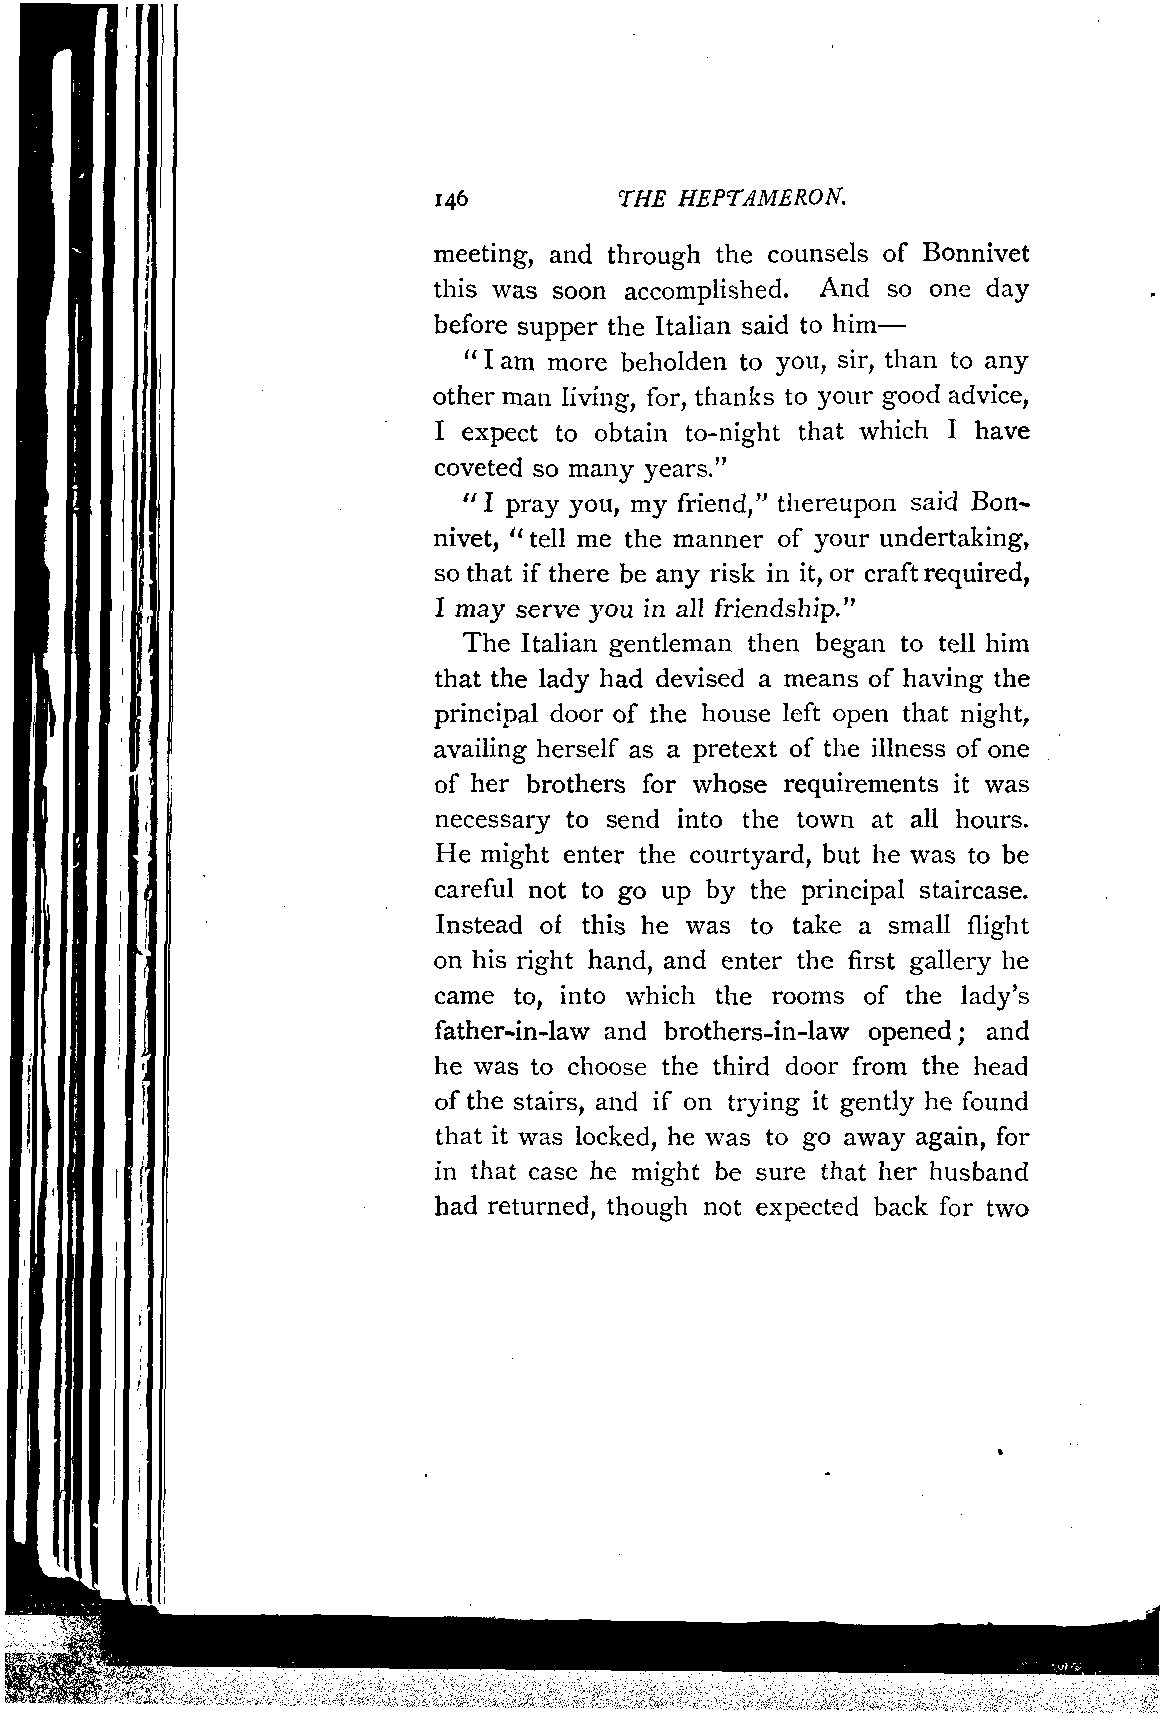 146 THE HEPTAMERON.
meeting, and through the counsels of Bonnivet
this was soon accomplished. And so one day
before supper the Italian said to him—
"I am more beholden to you, sir, than to any
other man living, for, thanks to your good advice,
I expect to obtain to-night that which I have
coveted so many years."
"I pray you, my friend," thereupon said Bon-
nivet, "tell me the manner of your undertaking,
so that if there be any risk in it, or craft required,
I may serve you in all friendship."
The Italian gentleman then began to tell him
that the lady had devised a means of having the
principal door of the house left open that night,
availing herself as a pretext of the illness of one
of her brothers for whose requirements it was
necessary to send into the town at all hours.
He might enter the courtyard, but he was to be
careful not to go up by the principal staircase.
Instead of this he was to take a small flight
on his right hand, and enter the first gallery he
came to, into which the rooms of the lady's
father-in-law and brothers-in-law opened; and
he was to choose the third door from the head
of the stairs, and if on trying it gently he found
that it was locked, he was to go away again, for
in that case he might be sure that her husband
had returned, though not expected back for two